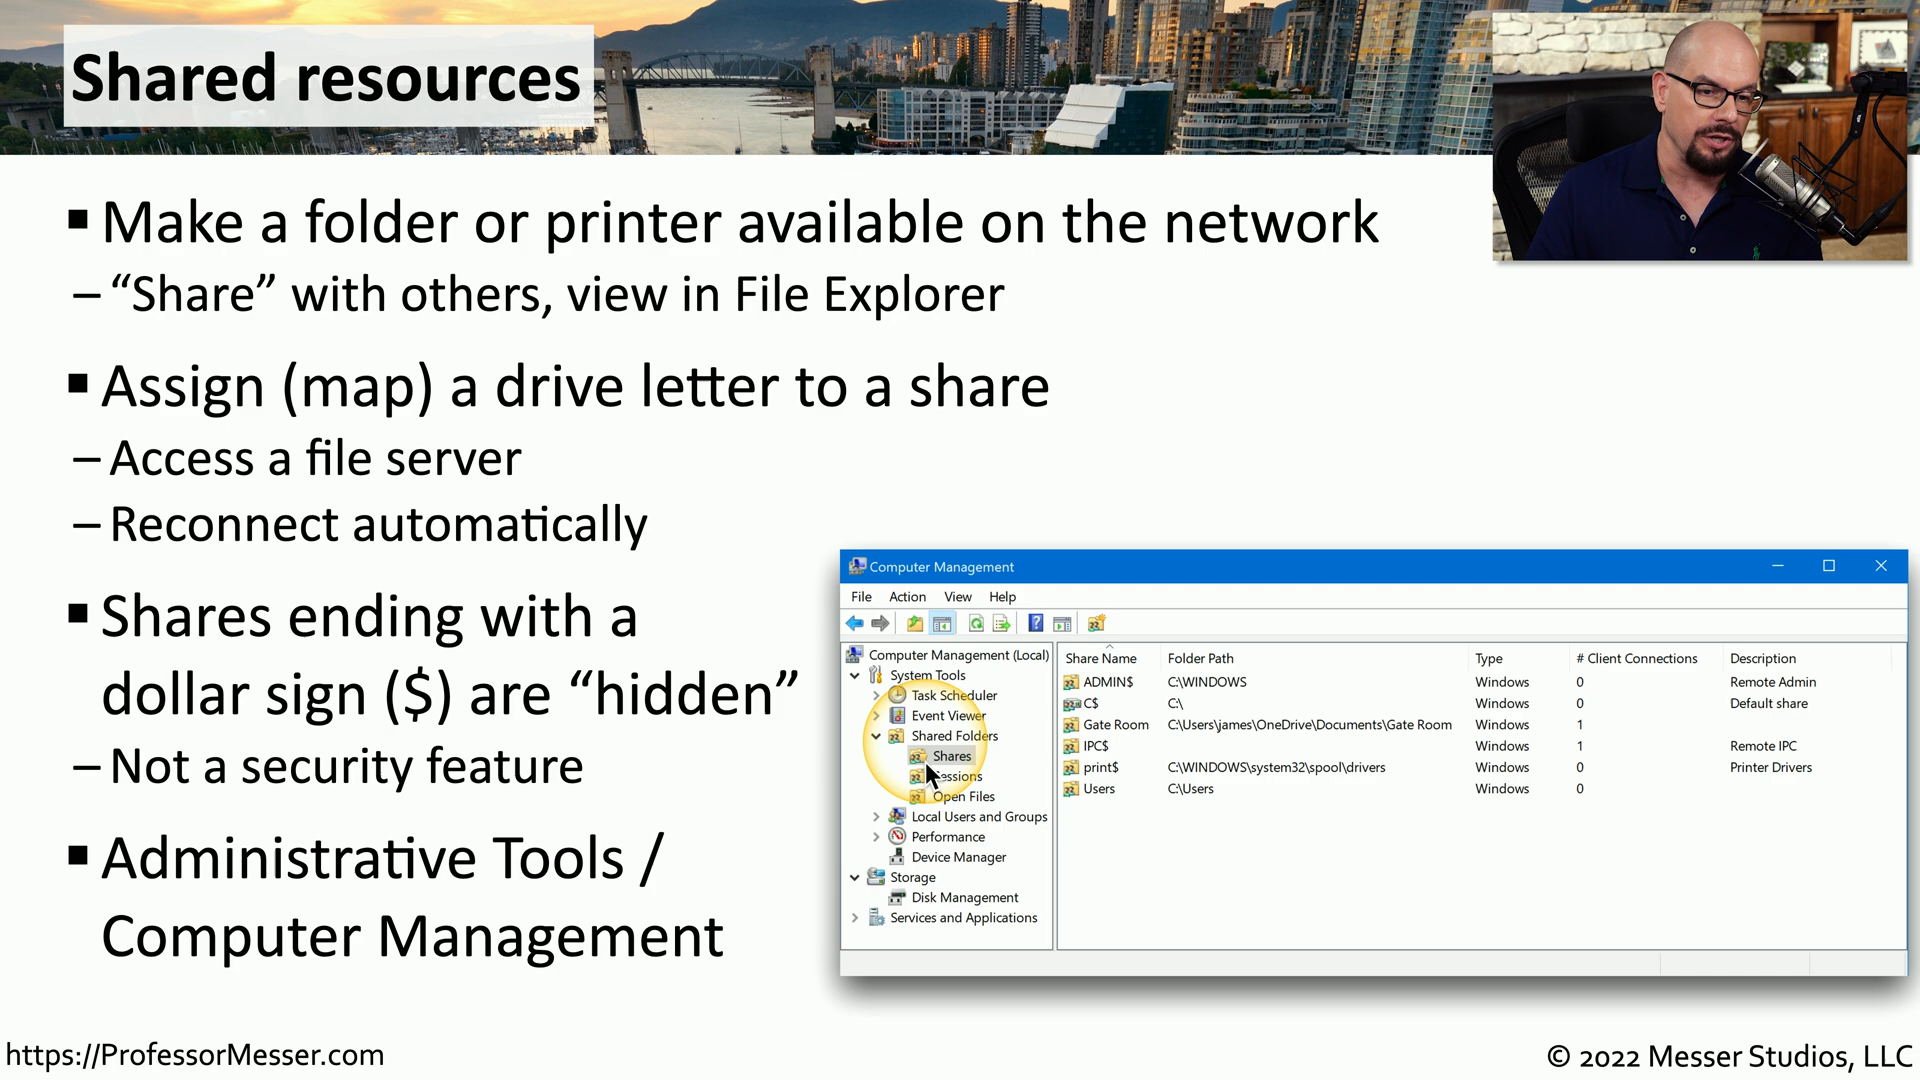 Shared resources
▪ Make a folder or printer available on the network
– “Share” with others, view in File Explorer
▪ Assign (map) a drive letter to a share
– Access a file server
– Reconnect automatically
▪ Shares ending with a
dollar sign ($) are “hidden”
– Not a security feature
▪ Administrative Tools /
Computer Management
Computer Management
File Action View Help
Computer Management (Local)
System Tools
Task Scheduler
Event Viewer
Shared Folders
Shares
Open Files
Local Users and Groups
Performance
Device Manager
Storage
Disk Management
Services and Applications
Share Name Folder Path Type # Client Connections Description
ADMIN$ C:\WINDOWS Windows 0 Remote Admin
C$ C:\ Windows 0 Default share
Gate Room C:\Users\james\OneDrive\Documents\Gate Room Windows 1
IPC$ Windows 1 Remote IPC
print$ C:\WINDOWS\system32\spool\drivers Windows 0 Printer Drivers
Users C:\Users Windows 0
https://ProfessorMesser.com
© 2022 Messer Studios, LLC